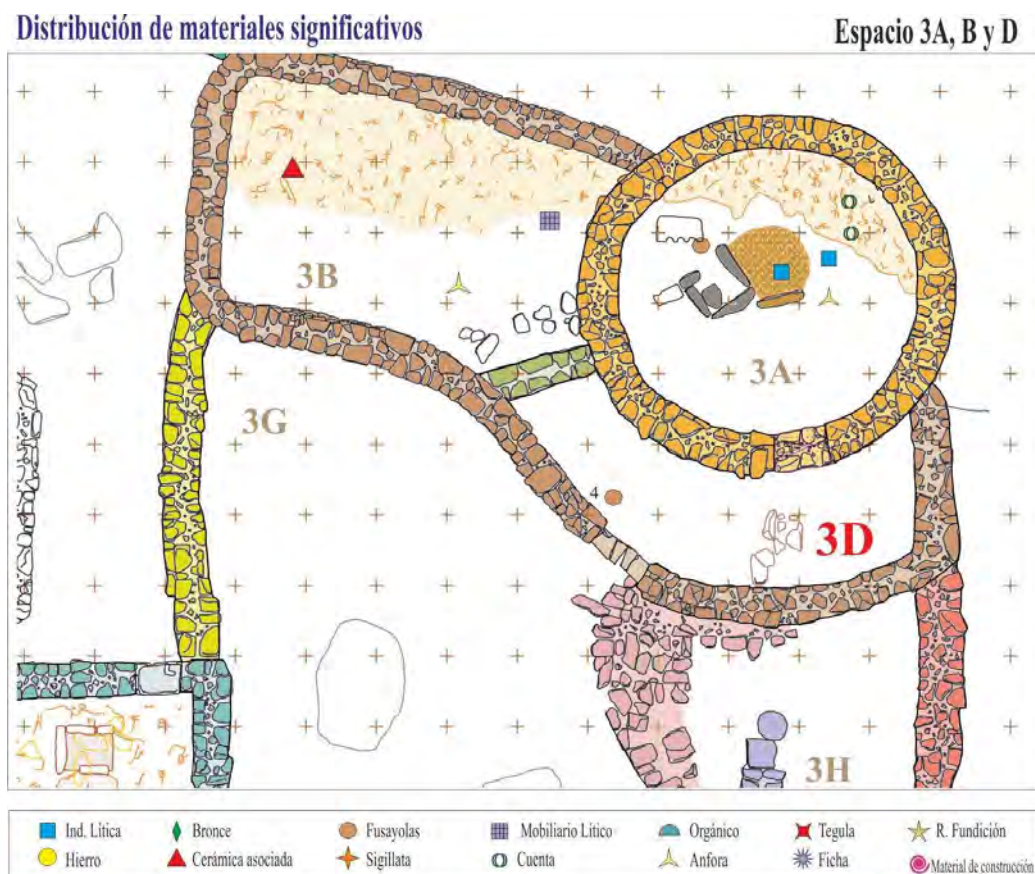 Distribución de materiales significativos
Espacio 3A, B y D
3B
3A
3G
4
3D
3H
Ind. Lítica
Bronce
Fusayolas
Mobiliario Lítico
Orgánico
Tegula
R. Fundición
Hierro
Cerámica asociada
Sigillata
Cuenta
Anfora
Ficha
Material de construcción